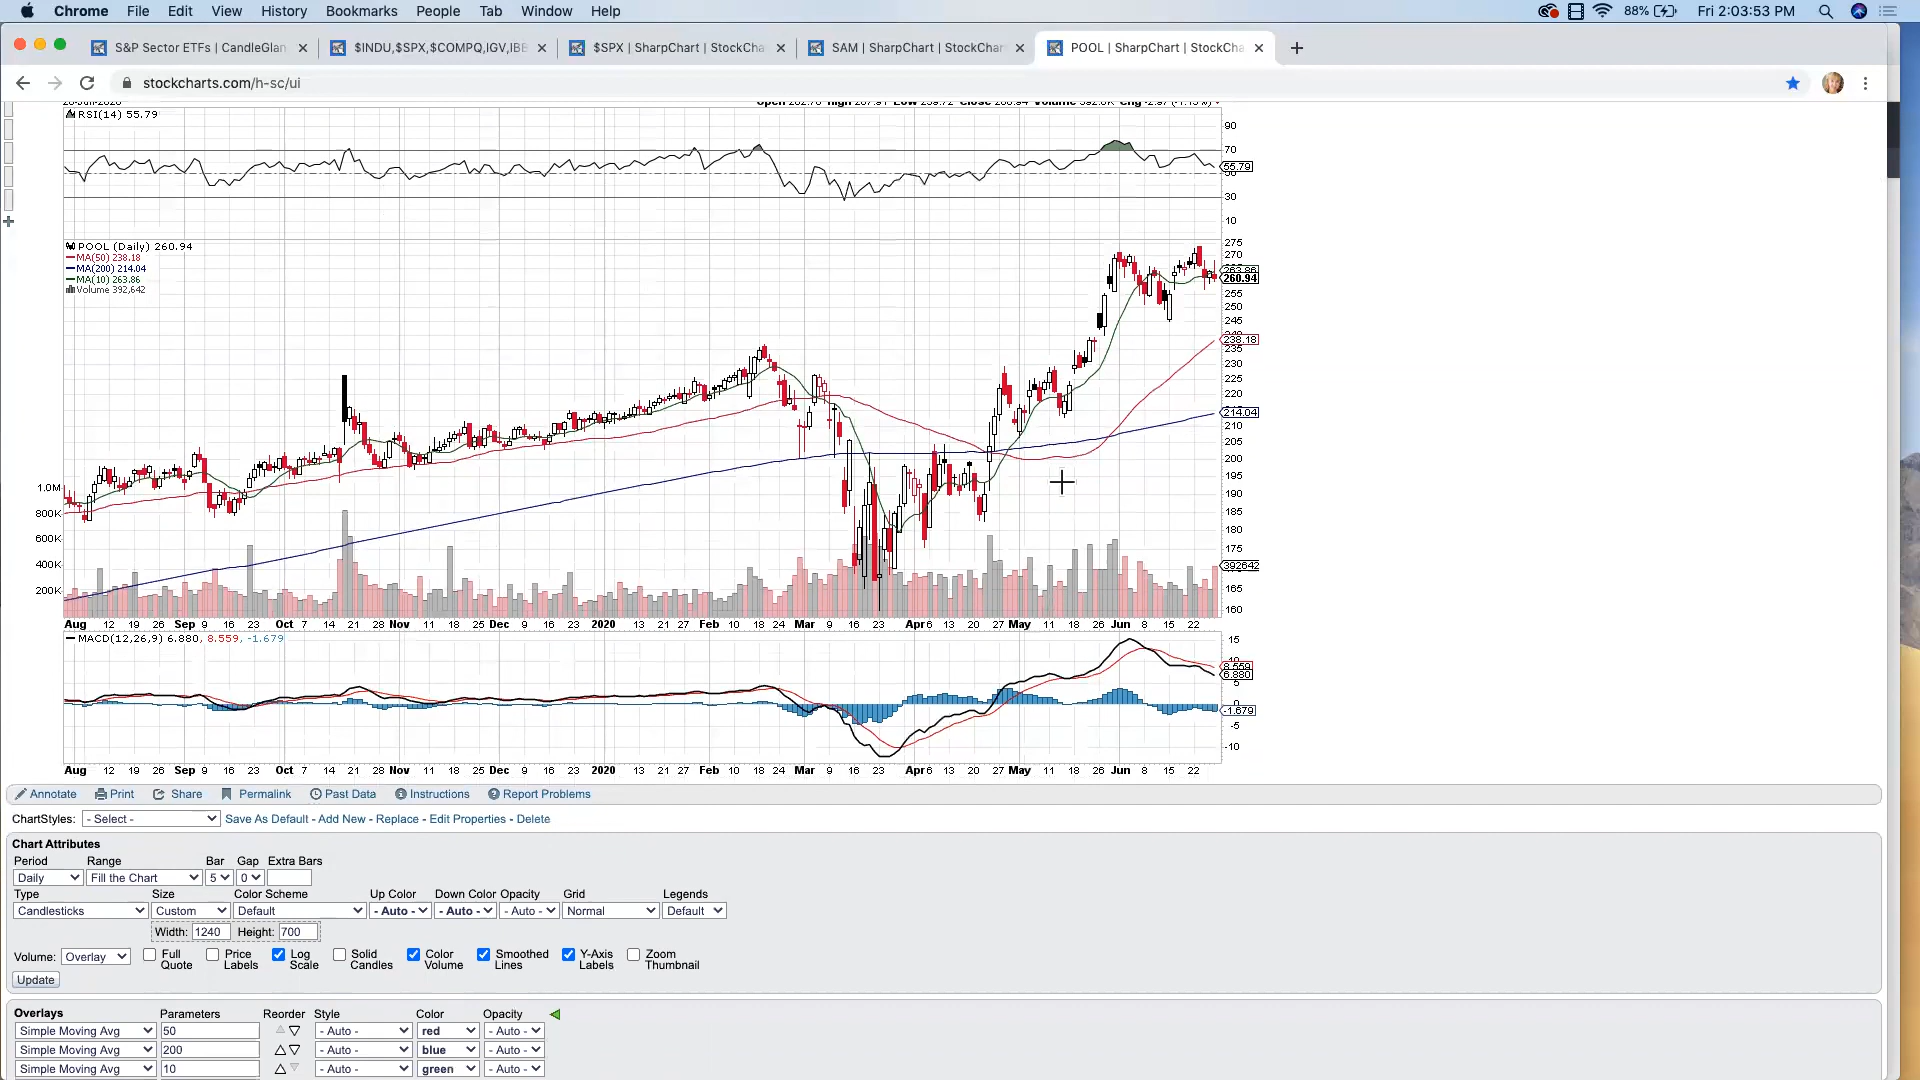 Chrome File Edit View History Bookmarks People Tab Window Help 88% Fri 2:03:53 PM
S&P Sector ETFs | CandleGlan $INDU,$SPX,$COMPQ,IGV,IBB $SPX | SharpChart | StockCha SAM | SharpChart | StockChar POOL | SharpChart | StockCha
stockcharts.com/h-sc/ui
RSI(14) 55.79
90
70
55.79
50
30
10
POOL (Daily) 260.94
MA(50) 238.18
MA(200) 214.04
MA(10) 263.86
Volume 392,642
275
270
263.86
260.94
255
250
245
238.18
235
230
225
220
214.04
210
205
200
195
190
185
180
175
392642
165
160
1.0M
800K
600K
400K
200K
Aug 12 19 26 Sep 9 16 23 Oct 7 14 21 28 Nov 11 18 25 Dec 9 16 23 2020 13 21 27 Feb 10 18 24 Mar 9 16 23 Apr 6 13 20 27 May 11 18 26 Jun 8 15 22
MACD(12,26,9) 6.880, 8.559, -1.679
15
10
8.559
6.880
5
0
-1.679
-5
-10
Aug 12 19 26 Sep 9 16 23 Oct 7 14 21 28 Nov 11 18 25 Dec 9 16 23 2020 13 21 27 Feb 10 18 24 Mar 9 16 23 Apr 6 13 20 27 May 11 18 26 Jun 8 15 22
Annotate Print Share Permalink Past Data Instructions Report Problems
ChartStyles: - Select - Save As Default - Add New - Replace - Edit Properties - Delete
Chart Attributes
Period Range Bar Gap Extra Bars
Daily Fill the Chart 5 0
Type Size Color Scheme Up Color Down Color Opacity Grid Legends
Candlesticks Custom Default - Auto - - Auto - - Auto - Normal Default
Width: 1240 Height: 700
Volume: Overlay Full Quote Price Labels Log Scale Solid Candles Color Volume Smoothed Lines Y-Axis Labels Zoom Thumbnail
Update
Overlays Parameters Reorder Style Color Opacity
Simple Moving Avg 50 - Auto - red - Auto -
Simple Moving Avg 200 - Auto - blue - Auto -
Simple Moving Avg 10 - Auto - green - Auto -